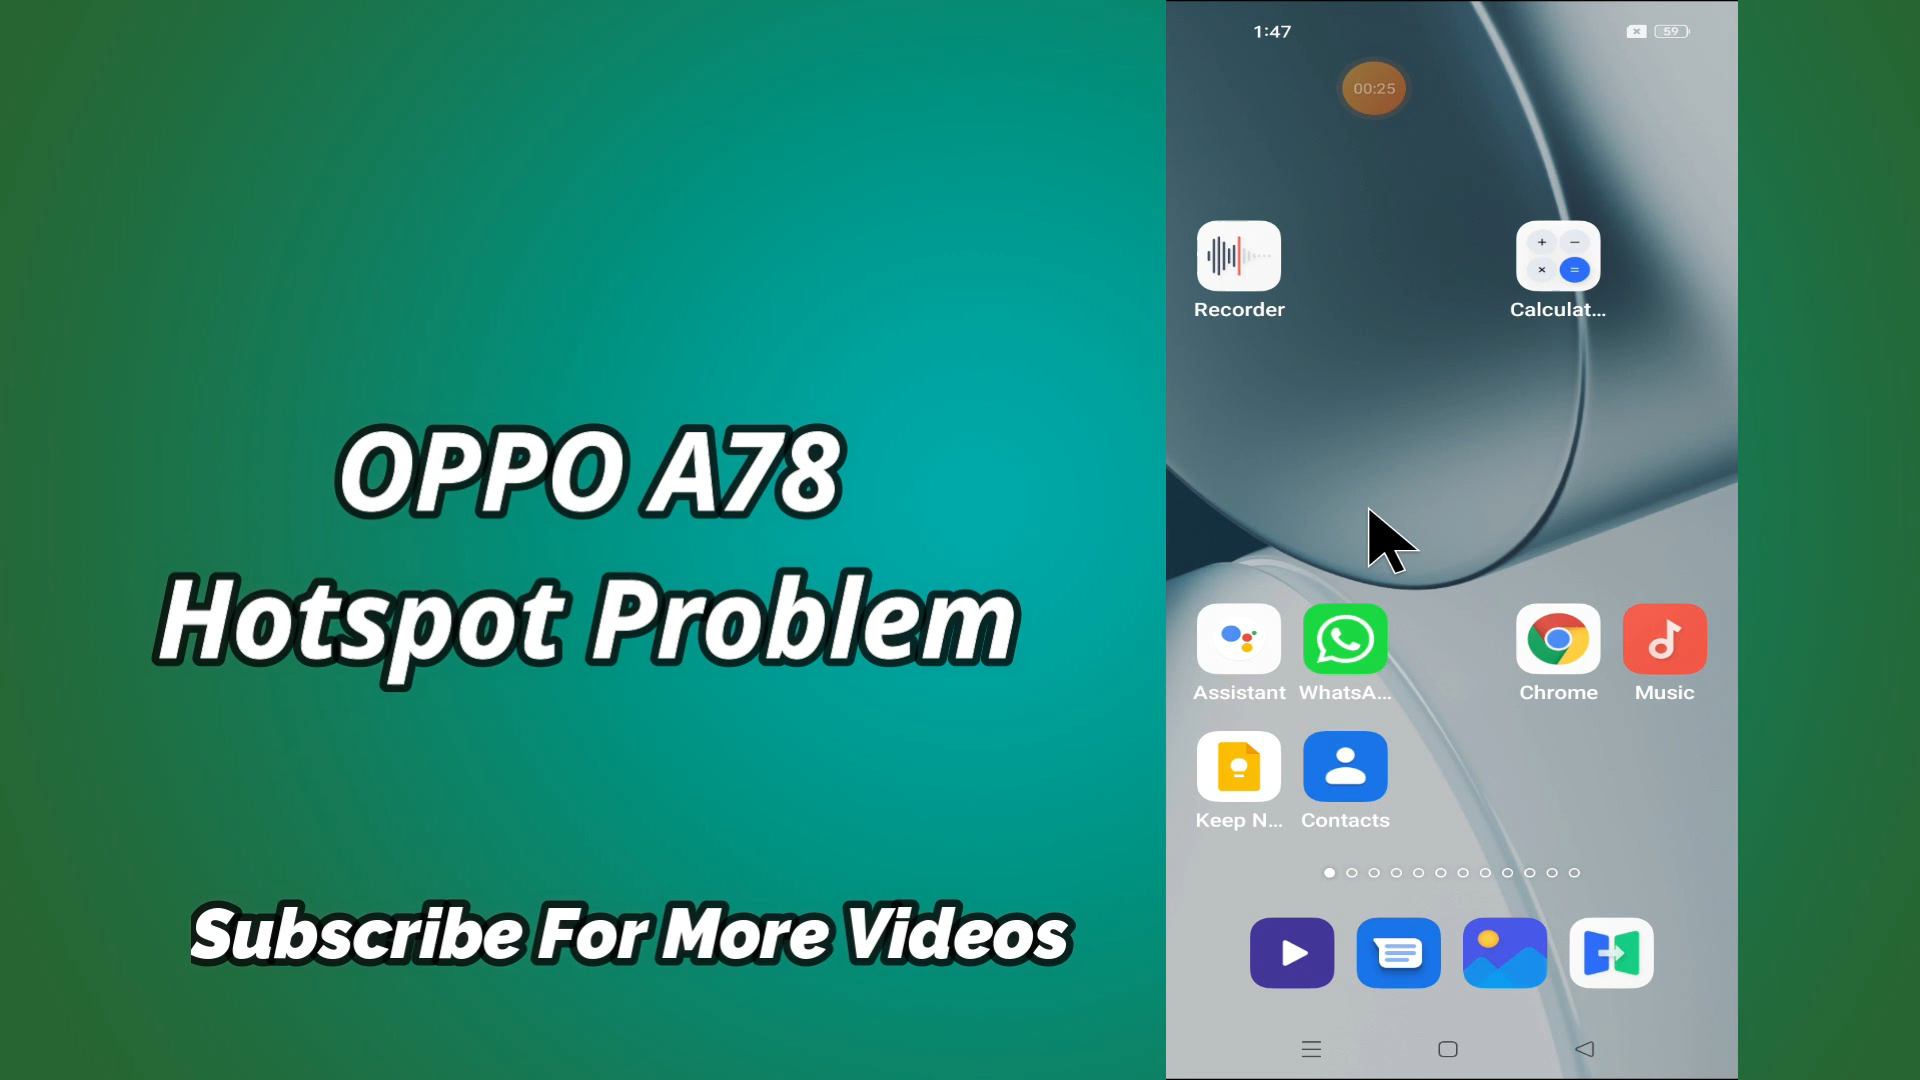 1:47
59
00:25
Recorder
Calculat...
OPPO A78
Hotspot Problem
Assistant
WhatsA...
Chrome
Music
Keep N...
Contacts
Subscribe For More Videos